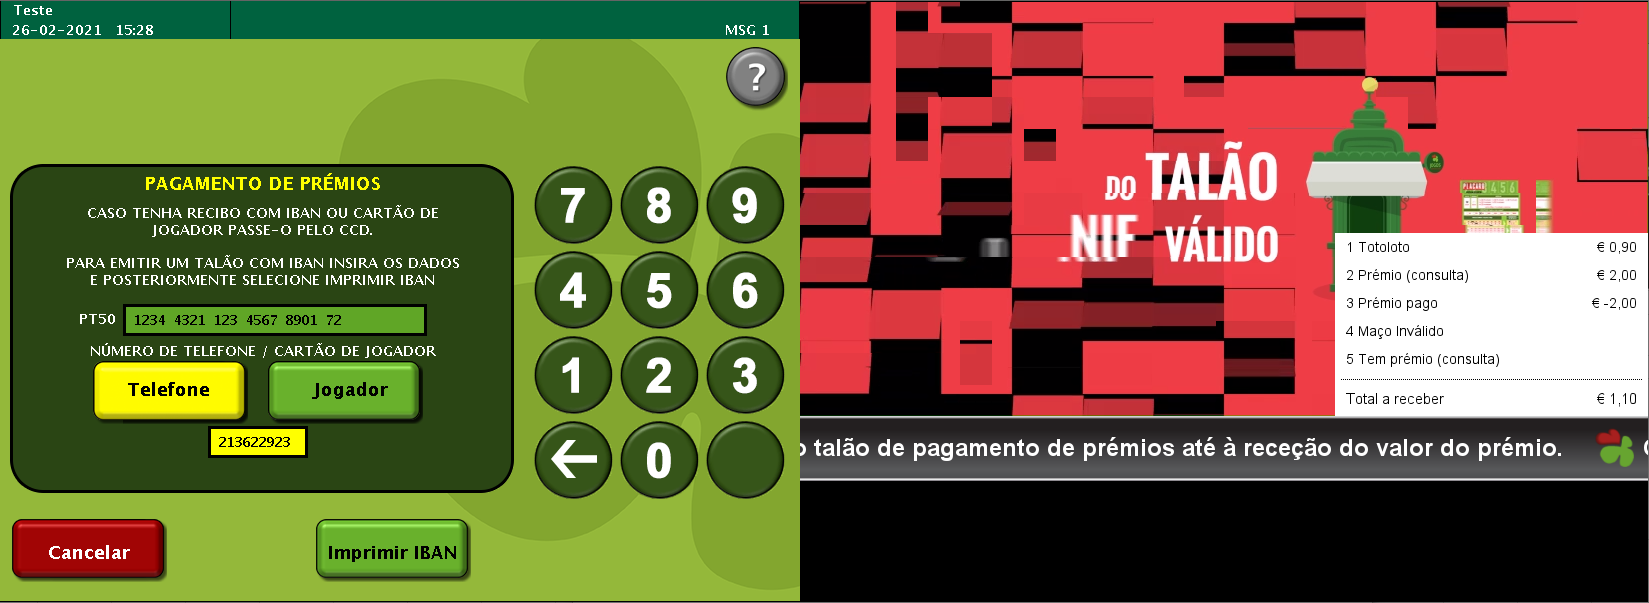 Teste
26-02-2021 15:28
MSG 1
?
PAGAMENTO DE PRÉMIOS
CASO TENHA RECIBO COM IBAN OU CARTÃO DE
JOGADOR PASSE-O PELO CCD.
PARA EMITIR UM TALÃO COM IBAN INSIRA OS DADOS
E POSTERIORMENTE SELECIONE IMPRIMIR IBAN
PT50 1234 4321 123 4567 8901 72
NÚMERO DE TELEFONE / CARTÃO DE JOGADOR
Telefone Jogador
213622923
7 8 9
4 5 6
1 2 3
0
Cancelar Imprimir IBAN
DO TALÃO
NIF VÁLIDO
PLACARD 4 5 6
1 Totoloto € 0,90
2 Prémio (consulta) € 2,00
3 Prémio pago € -2,00
4 Maço Inválido
5 Tem prémio (consulta)
Total a receber € 1,10
o talão de pagamento de prémios até à receção do valor do prémio.